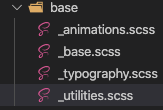 base
_animations.scss
_base.scss
_typography.scss
_utilities.scss